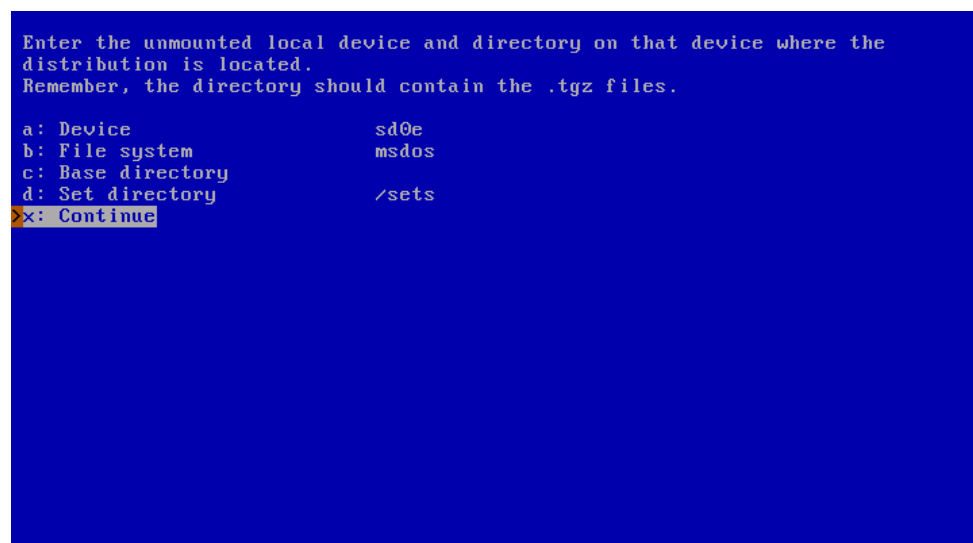 Enter the unmounted local device and directory on that device where the
distribution is located.
Remember, the directory should contain the .tgz files.
a: Device sd0e
b: File system msdos
c: Base directory
d: Set directory /sets
>x: Continue